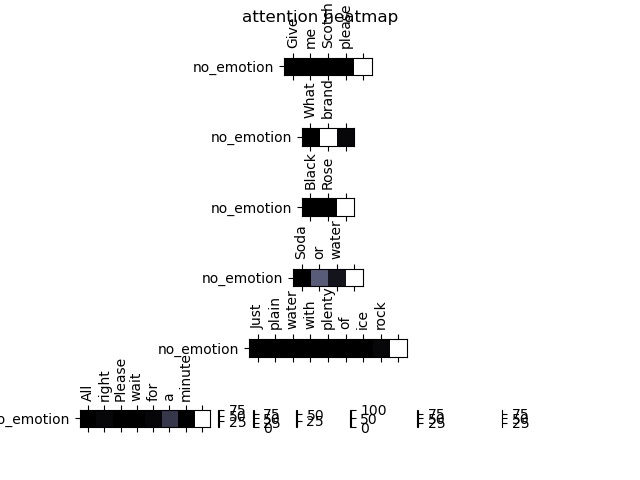 attention heatmap
Give me Scotch please
no_emotion
What brand
no_emotion
Black Rose
no_emotion
Soda or water
no_emotion
Just plain water with plenty of ice rock
no_emotion
All right Please wait for a minute
o_emotion
75 75 50 100 75 75
50 50 25 50 50 50
25 25 0 0 25 25